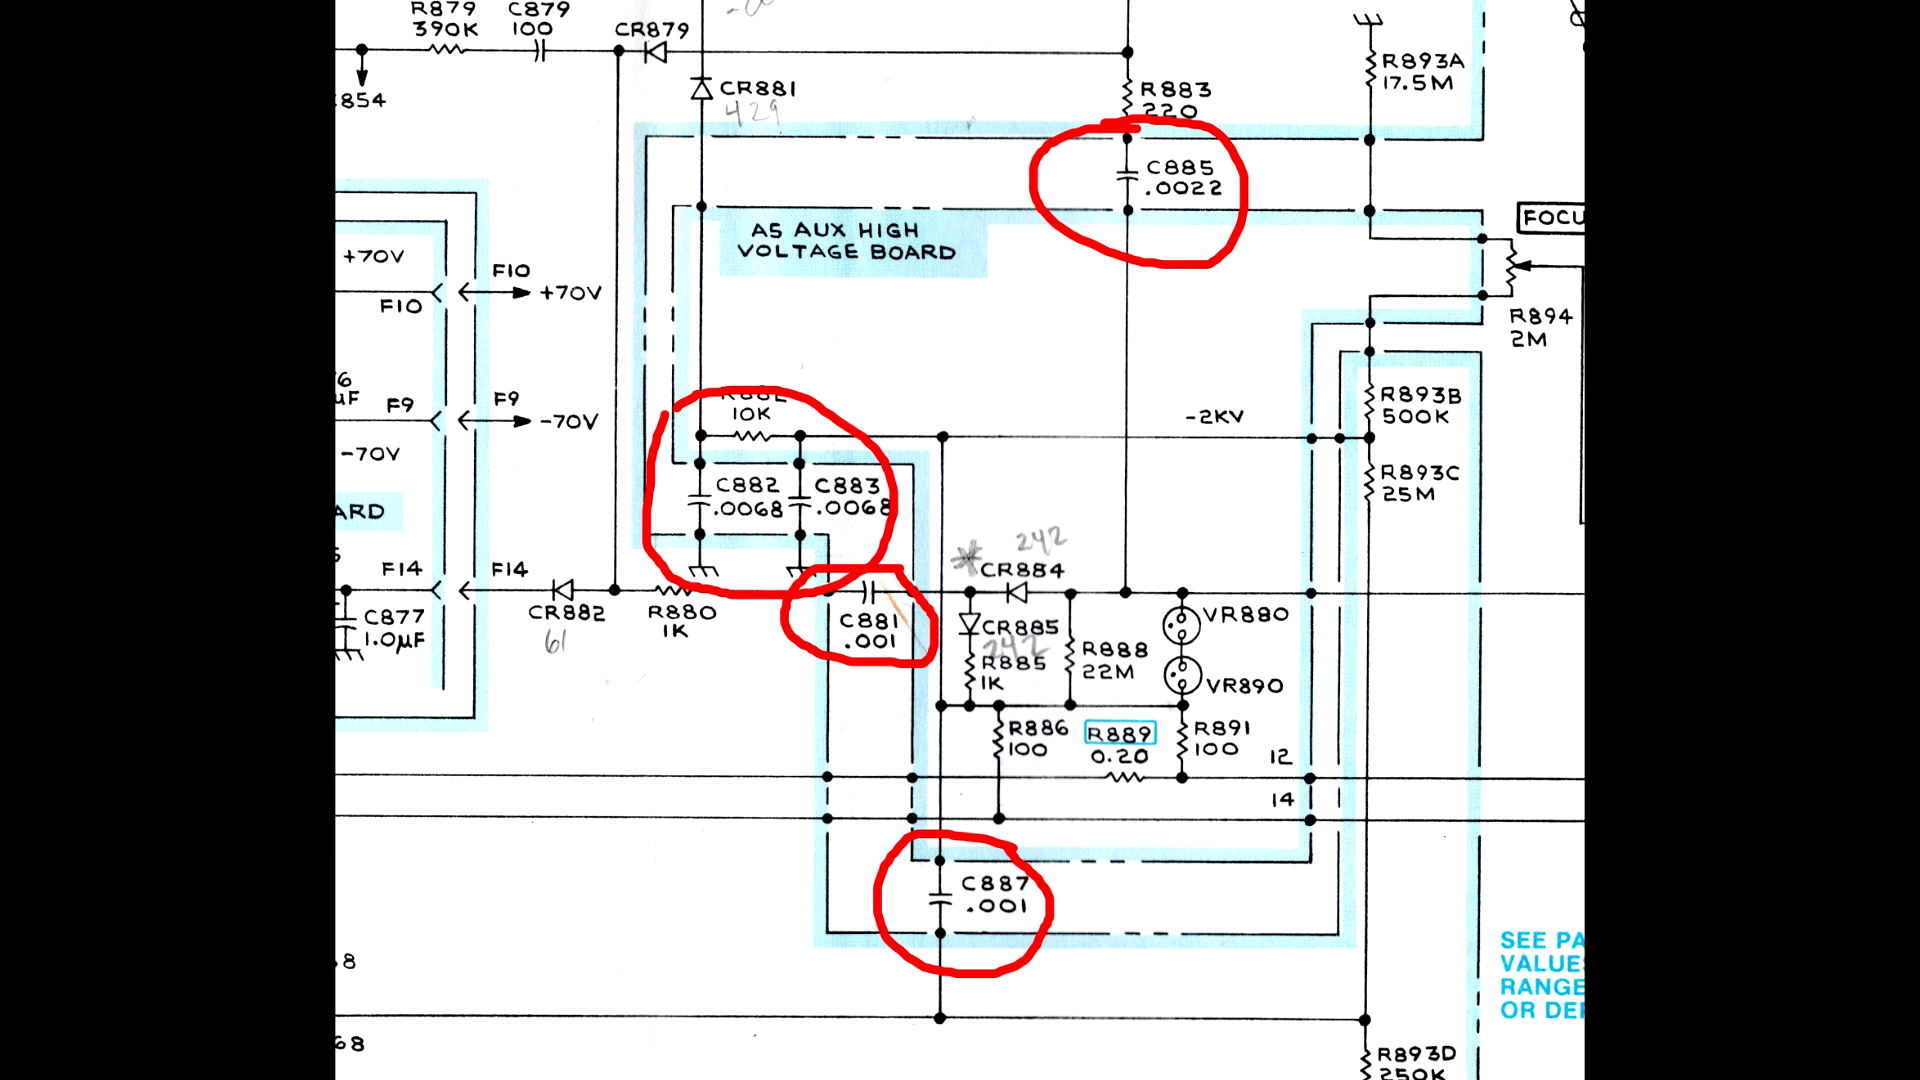 R879
390K
C879
100
CR879
854
CR881
429
R883
220
R893A
17.5M
C885
.0022
A5 AUX HIGH
VOLTAGE BOARD
FOCU
+70V
F10
F10
+70V
R894
2M
6
µF
F9
F9
-70V
-70V
10K
-2KV
R893B
500K
R893C
25M
C882
.0068
C883
.0068
ARD
F14
F14
C877
1.0µF
CR882
61
R880
1K
C881
.001
* 242
CR884
CR885
242
R885
1K
R888
22M
VR880
VR890
R886
100
R889
0.20
R891
100
12
14
C887
.001
SEE PA
VALUE
RANGE
OR DE
8
68
R893D
250K